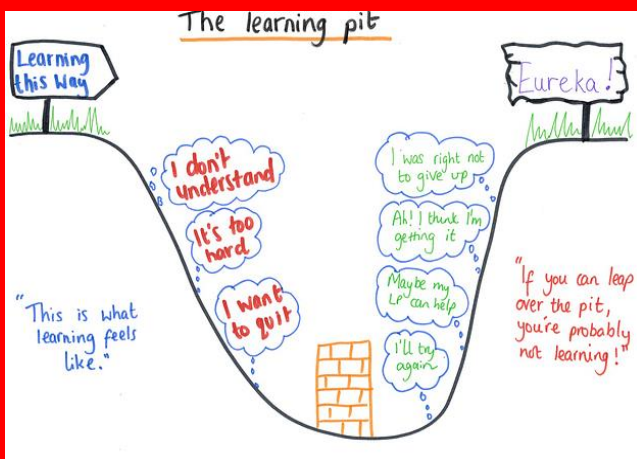 The learning pit
Learning
this Way
Eureka!
I don't
understand
It's too
hard
I want
to quit
I was right not
to give up
Ah! I think I'm
getting it
Maybe my
LP can help
I'll try
again
"This is what
learning feels
like."
"If you can leap
over the pit,
you're probably
not learning!"